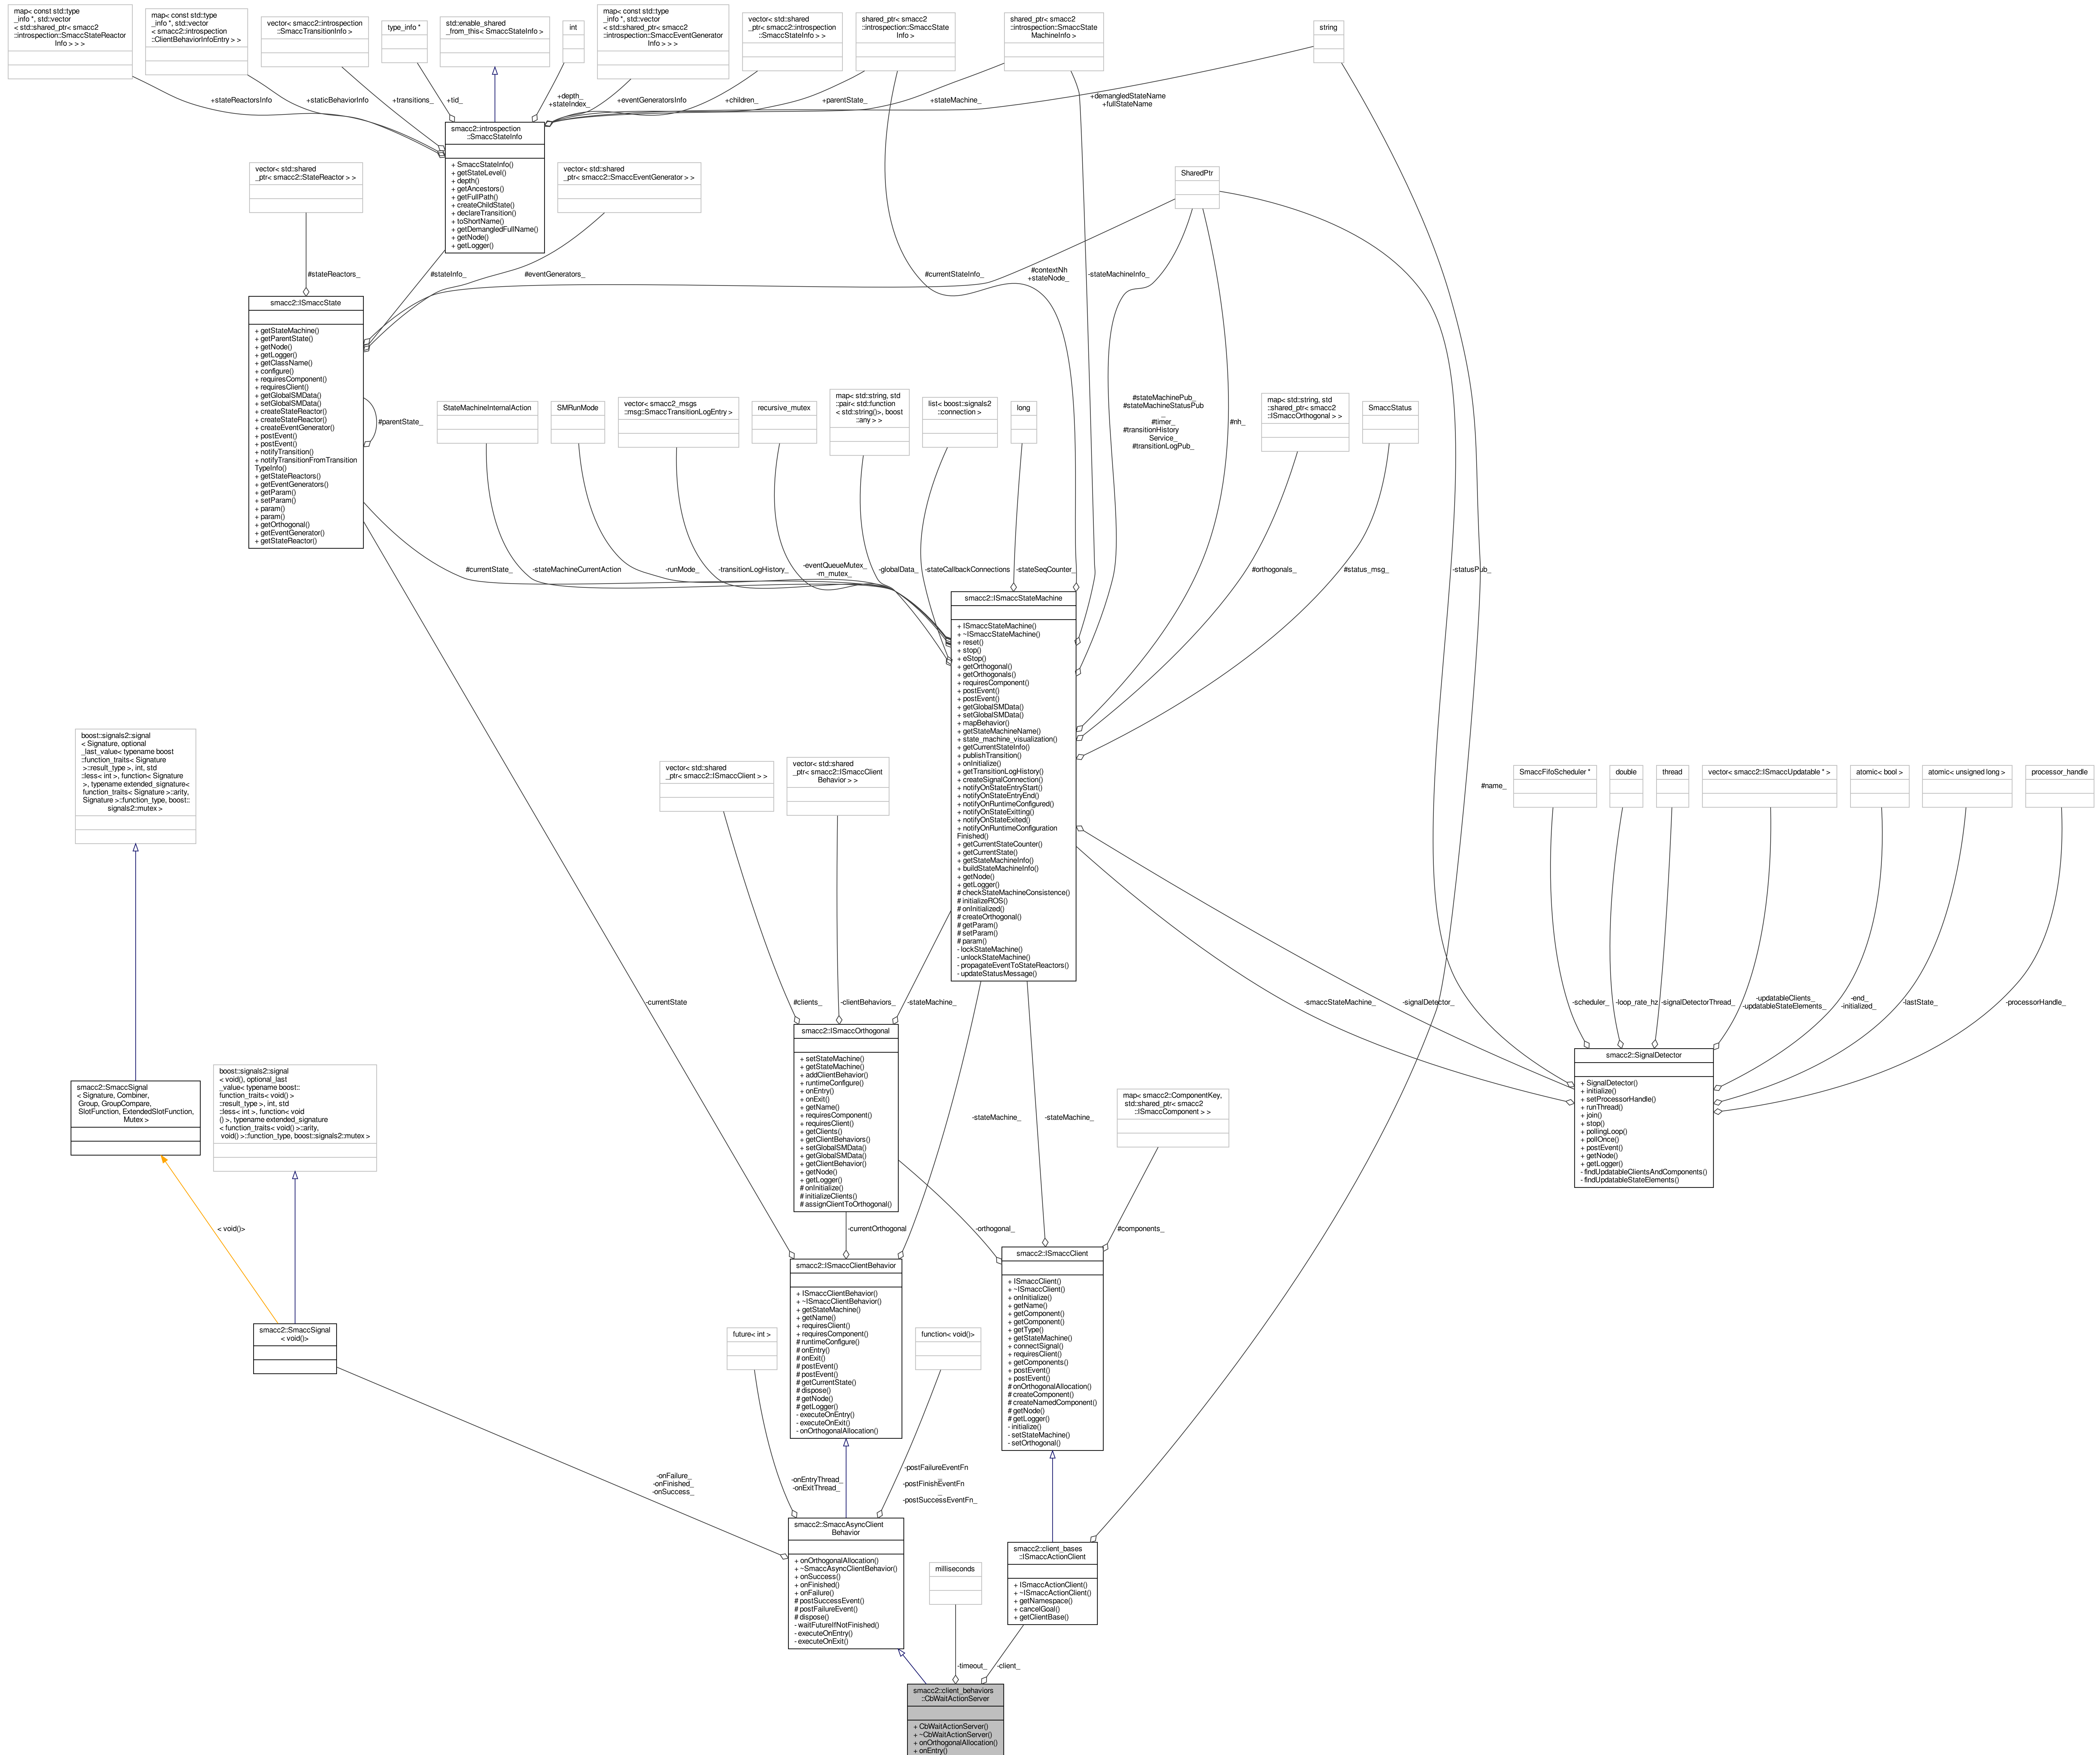 map< const std::type
_info *, std::vector
< std::shared_ptr< smacc2
::introspection::SmaccStateReactor
Info > > >
map< const std::type
_info *, std::vector
< smacc2::introspection
::ClientBehaviorInfoEntry > >
vector< smacc2::introspection
::SmaccTransitionInfo >
type_info *
std::enable_shared
_from_this< SmaccStateInfo >
int
map< const std::type
_info *, std::vector
< std::shared_ptr< smacc2
::introspection::SmaccEventGenerator
Info > > >
vector< std::shared
_ptr< smacc2::introspection
::SmaccStateInfo > >
shared_ptr< smacc2
::introspection::SmaccState
Info >
shared_ptr< smacc2
::introspection::SmaccState
MachineInfo >
string
+stateReactorsInfo
+staticBehaviorInfo
+transitions_
+tid_
+depth_
+stateIndex_
+eventGeneratorsInfo
+children_
+parentState_
+stateMachine_
+demangledStateName
+fullStateName
smacc2::introspection
::SmaccStateInfo
+ SmaccStateInfo()
+ getStateLevel()
+ depth()
+ getAncestors()
+ getFullPath()
+ createChildState()
+ declareTransition()
+ toShortName()
+ getDemangledFullName()
+ getNode()
+ getLogger()
vector< std::shared
_ptr< smacc2::StateReactor > >
vector< std::shared
_ptr< smacc2::SmaccEventGenerator > >
SharedPtr
#stateReactors_
#stateInfo_
#eventGenerators_
#contextNh
+stateNode_
#currentStateInfo_
-stateMachineInfo_
smacc2::ISmaccState
+ getStateMachine()
+ getParentState()
+ getNode()
+ getLogger()
+ getClassName()
+ configure()
+ requiresComponent()
+ requiresClient()
+ getGlobalSMData()
+ setGlobalSMData()
+ createStateReactor()
+ createStateReactor()
+ createEventGenerator()
+ postEvent()
+ postEvent()
+ notifyTransition()
+ notifyTransitionFromTransition
TypeInfo()
+ getStateReactors()
+ getEventGenerators()
+ getParam()
+ setParam()
+ param()
+ param()
+ getOrthogonal()
+ getEventGenerator()
+ getStateReactor()
#parentState_
StateMachineInternalAction
SMRunMode
vector< smacc2_msgs
::msg::SmaccTransitionLogEntry >
recursive_mutex
map< std::string, std
::pair< std::function
< std::string()>, boost
::any > >
list< boost::signals2
::connection >
long
#stateMachinePub_
#stateMachineStatusPub
_
#timer_
#transitionHistory
Service_
#transitionLogPub_
#nh_
map< std::string, std
::shared_ptr< smacc2
::ISmaccOrthogonal > >
SmaccStatus
#currentState_
-stateMachineCurrentAction
-runMode_
-transitionLogHistory_
-eventQueueMutex_
-m_mutex_
-globalData_
-stateCallbackConnections
-stateSeqCounter_
#orthogonals_
#status_msg_
-statusPub_
smacc2::ISmaccStateMachine
+ ISmaccStateMachine()
+ ~ISmaccStateMachine()
+ reset()
+ stop()
+ eStop()
+ getOrthogonal()
+ getOrthogonals()
+ requiresComponent()
+ postEvent()
+ postEvent()
+ getGlobalSMData()
+ setGlobalSMData()
+ mapBehavior()
+ getStateMachineName()
+ state_machine_visualization()
+ getCurrentStateInfo()
+ publishTransition()
+ onInitialize()
+ getTransitionLogHistory()
+ createSignalConnection()
+ notifyOnStateEntryStart()
+ notifyOnStateEntryEnd()
+ notifyOnRuntimeConfigured()
+ notifyOnStateExitting()
+ notifyOnStateExited()
+ notifyOnRuntimeConfiguration
Finished()
+ getCurrentStateCounter()
+ getCurrentState()
+ getStateMachineInfo()
+ buildStateMachineInfo()
+ getNode()
+ getLogger()
# checkStateMachineConsistence()
# initializeROS()
# onInitialized()
# createOrthogonal()
# getParam()
# setParam()
# param()
- lockStateMachine()
- unlockStateMachine()
- propagateEventToStateReactors()
- updateStatusMessage()
boost::signals2::signal
< Signature, optional
_last_value< typename boost
::function_traits< Signature
>::result_type >, int, std
::less< int >, function< Signature
>, typename extended_signature<
function_traits< Signature >::arity,
Signature >::function_type, boost::
signals2::mutex >
vector< std::shared
_ptr< smacc2::ISmaccClient > >
vector< std::shared
_ptr< smacc2::ISmaccClient
Behavior > >
#name_
SmaccFifoScheduler *
double
thread
vector< smacc2::ISmaccUpdatable * >
atomic< bool >
atomic< unsigned long >
processor_handle
-currentState
#clients_
-clientBehaviors_
-stateMachine_
-smaccStateMachine_
-signalDetector_
-scheduler_
-loop_rate_hz
-signalDetectorThread_
-updatableClients_
-updatableStateElements_
-end_
-initialized_
-lastState_
-processorHandle_
smacc2::ISmaccOrthogonal
+ setStateMachine()
+ getStateMachine()
+ addClientBehavior()
+ runtimeConfigure()
+ onEntry()
+ onExit()
+ getName()
+ requiresComponent()
+ requiresClient()
+ getClients()
+ getClientBehaviors()
+ setGlobalSMData()
+ getGlobalSMData()
+ getClientBehavior()
+ getNode()
+ getLogger()
# onInitialize()
# initializeClients()
# assignClientToOrthogonal()
smacc2::SignalDetector
+ SignalDetector()
+ initialize()
+ setProcessorHandle()
+ runThread()
+ join()
+ stop()
+ pollingLoop()
+ pollOnce()
+ postEvent()
+ getNode()
+ getLogger()
- findUpdatableClientsAndComponents()
- findUpdatableStateElements()
smacc2::SmaccSignal
< Signature, Combiner,
Group, GroupCompare,
SlotFunction, ExtendedSlotFunction,
Mutex >
boost::signals2::signal
< void(), optional_last
_value< typename boost::
function_traits< void()>
::result_type >, int, std
::less< int >, function< void
() >, typename extended_signature
< function_traits< void() >::arity,
void() >::function_type, boost::signals2::mutex >
-stateMachine_
-stateMachine_
map< smacc2::ComponentKey,
std::shared_ptr< smacc2
::ISmaccComponent > >
< void()>
-currentOrthogonal
-orthogonal_
#components_
smacc2::ISmaccClientBehavior
+ ISmaccClientBehavior()
+ ~ISmaccClientBehavior()
+ getStateMachine()
+ getName()
+ requiresClient()
+ requiresComponent()
# runtimeConfigure()
# onEntry()
# onExit()
# postEvent()
# postEvent()
# getCurrentState()
# dispose()
# getNode()
# getLogger()
- executeOnEntry()
- executeOnExit()
- onOrthogonalAllocation()
smacc2::ISmaccClient
+ ISmaccClient()
+ ~ISmaccClient()
+ onInitialize()
+ getName()
+ getComponent()
+ getComponent()
+ getType()
+ getStateMachine()
+ connectSignal()
+ requiresClient()
+ getComponents()
+ postEvent()
+ postEvent()
# onOrthogonalAllocation()
# createComponent()
# createNamedComponent()
# getNode()
# getLogger()
- initialize()
- setStateMachine()
- setOrthogonal()
smacc2::SmaccSignal
< void()>
future< int >
function< void()>
-onFailure_
-onFinished_
-onSuccess_
-onEntryThread_
-onExitThread_
-postFailureEventFn
_
-postFinishEventFn
_
-postSuccessEventFn_
smacc2::SmaccAsyncClient
Behavior
+ onOrthogonalAllocation()
+ ~SmaccAsyncClientBehavior()
+ onSuccess()
+ onFinished()
+ onFailure()
# postSuccessEvent()
# postFailureEvent()
# dispose()
- waitFutureIfNotFinished()
- executeOnEntry()
- executeOnExit()
milliseconds
smacc2::client_bases
::ISmaccActionClient
+ ISmaccActionClient()
+ ~ISmaccActionClient()
+ getNamespace()
+ cancelGoal()
+ getClientBase()
-timeout_
-client_
smacc2::client_behaviors
::CbWaitActionServer
+ CbWaitActionServer()
+ ~CbWaitActionServer()
+ onOrthogonalAllocation()
+ onEntry()